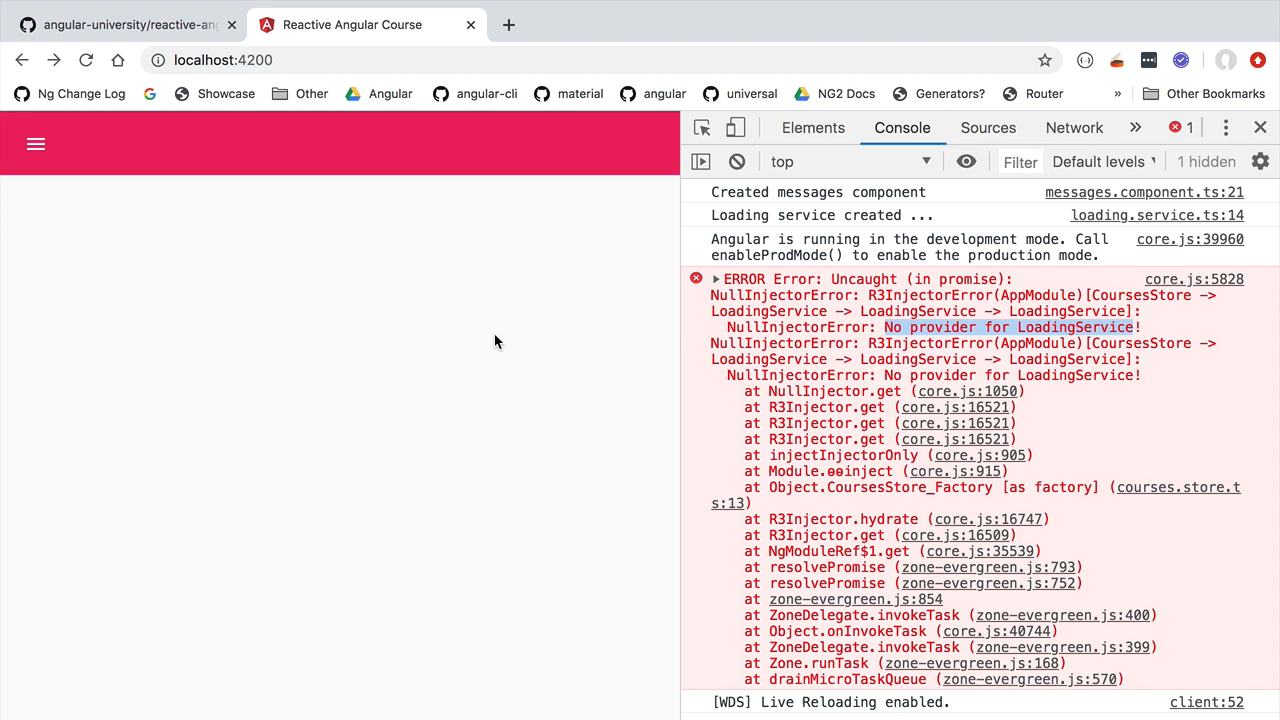 angular-university/reactive-ang
Reactive Angular Course
localhost:4200
Ng Change Log
Showcase
Other
Angular
angular-cli
material
angular
universal
NG2 Docs
Generators?
Router
»
Other Bookmarks
Elements
Console
Sources
Network
»
1
top
Filter
Default levels
1 hidden
Created messages component messages.component.ts:21
Loading service created ... loading.service.ts:14
Angular is running in the development mode. Call core.js:39960
enableProdMode() to enable the production mode.
ERROR Error: Uncaught (in promise): core.js:5828
NullInjectorError: R3InjectorError(AppModule)[CoursesStore ->
LoadingService -> LoadingService -> LoadingService]:
NullInjectorError: No provider for LoadingService!
NullInjectorError: R3InjectorError(AppModule)[CoursesStore ->
LoadingService -> LoadingService -> LoadingService]:
NullInjectorError: No provider for LoadingService!
at NullInjector.get (core.js:1050)
at R3Injector.get (core.js:16521)
at R3Injector.get (core.js:16521)
at R3Injector.get (core.js:16521)
at injectInjectorOnly (core.js:905)
at Module.ɵɵinject (core.js:915)
at Object.CoursesStore_Factory [as factory] (courses.store.t
s:13)
at R3Injector.hydrate (core.js:16747)
at R3Injector.get (core.js:16509)
at NgModuleRef$1.get (core.js:35539)
at resolvePromise (zone-evergreen.js:793)
at resolvePromise (zone-evergreen.js:752)
at zone-evergreen.js:854
at ZoneDelegate.invokeTask (zone-evergreen.js:400)
at Object.onInvokeTask (core.js:40744)
at ZoneDelegate.invokeTask (zone-evergreen.js:399)
at Zone.runTask (zone-evergreen.js:168)
at drainMicroTaskQueue (zone-evergreen.js:570)
[WDS] Live Reloading enabled. client:52